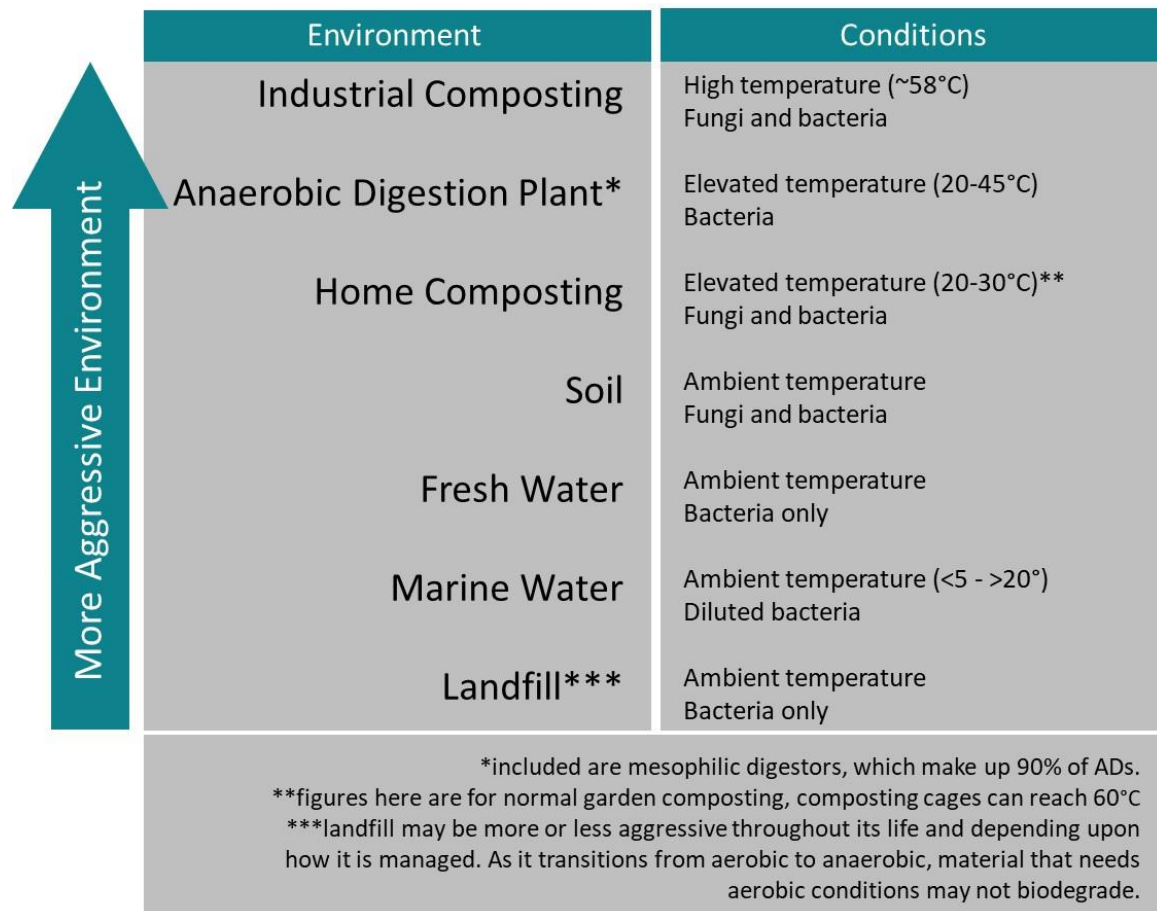 Environment
Conditions
More Aggressive Environment
Industrial Composting
High temperature (~58°C)
Fungi and bacteria
Anaerobic Digestion Plant*
Elevated temperature (20-45°C)
Bacteria
Home Composting
Elevated temperature (20-30°C)**
Fungi and bacteria
Soil
Ambient temperature
Fungi and bacteria
Fresh Water
Ambient temperature
Bacteria only
Marine Water
Ambient temperature (<5 - >20°)
Diluted bacteria
Landfill***
Ambient temperature
Bacteria only
*included are mesophilic digestors, which make up 90% of ADs.
**figures here are for normal garden composting, composting cages can reach 60°C
***landfill may be more or less aggressive throughout its life and depending upon
how it is managed. As it transitions from aerobic to anaerobic, material that needs
aerobic conditions may not biodegrade.